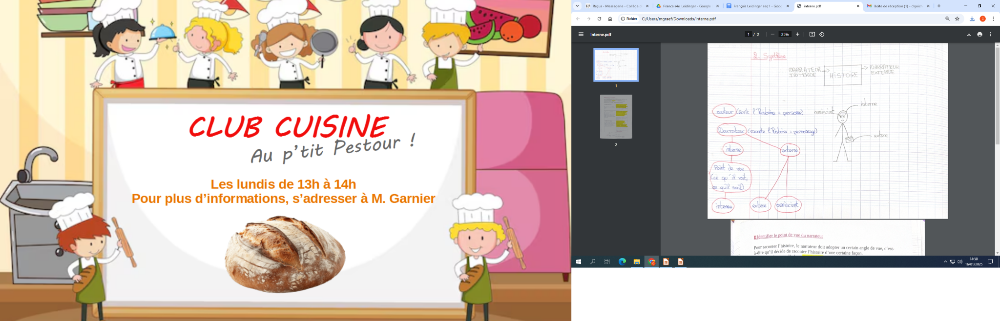 CLUB CUISINE
Au p'tit Pestour !
Les lundis de 13h à 14h
Pour plus d'informations, s'adresser à M. Garnier
Reçus - Messagerie - Collège d
Francais4e_Leidinger - Google
Français Leidinger seq1 - Goog
interne.pdf
Boîte de réception (1) - clgeich
Fichier
C:/Users/mgraef/Downloads/interne.pdf
interne.pdf
1 / 2
25%
1
2
2. Synthèse
NARRATEUR INTERNE
HISTOIRE
NARRATEUR EXTERNE
interne
omniscient
auteur (écrit l'histoire = personne)
Narrateur (raconte l'histoire = personnage)
externe
interne
externe
Point de vue
(ce qu'il voit,
ce qu'il sait)
interne
externe
omniscient
Identifier le point de vue du narrateur
Pour raconter l'histoire, le narrateur doit adopter un certain angle de vue, c'est-
à-dire qu'il décide de raconter l'histoire d'une certaine façon.
14:50
16/01/2025